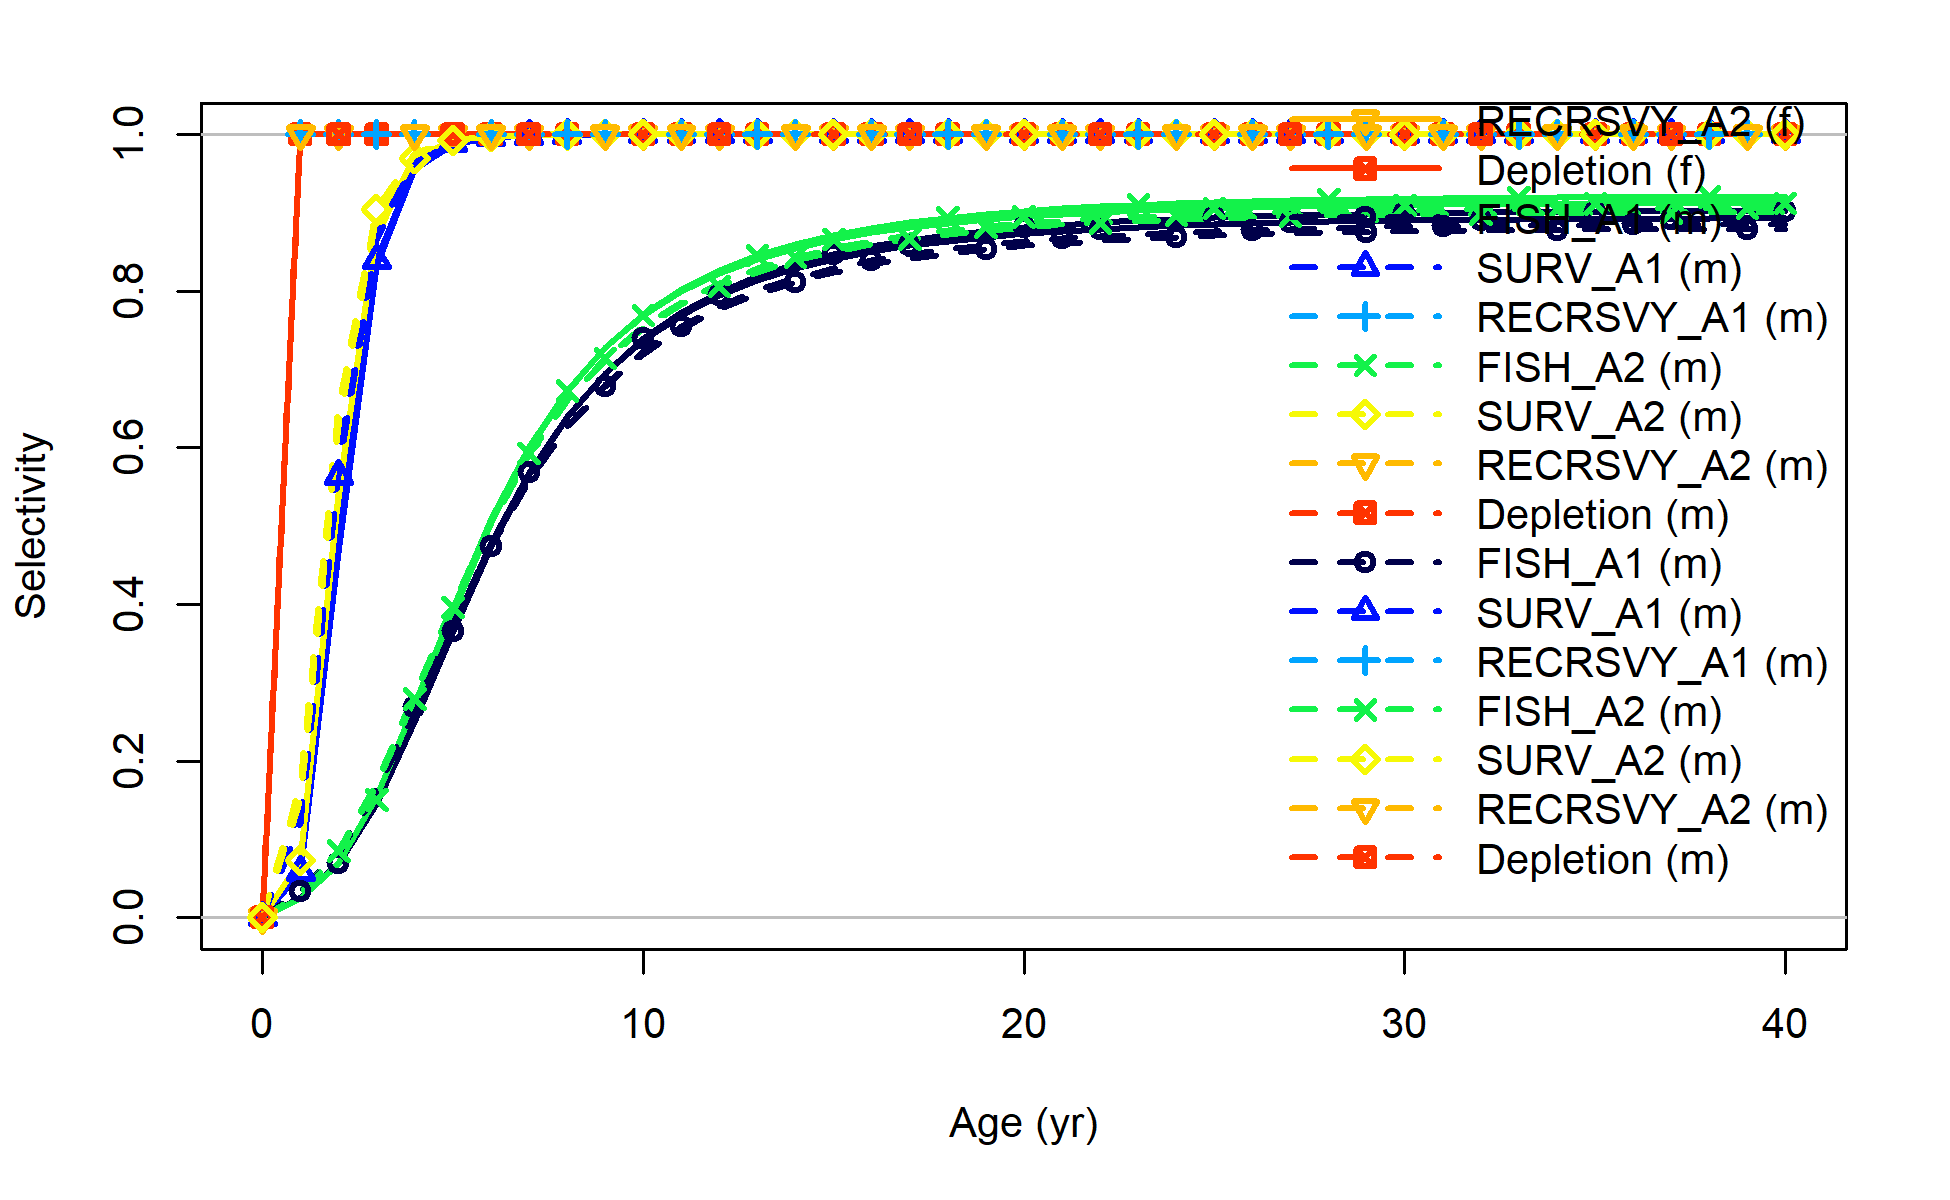 RECRSVY_A2 (f)
Depletion (f)
FISH_A1 (m)
SURV_A1 (m)
RECRSVY_A1 (m)
FISH_A2 (m)
SURV_A2 (m)
RECRSVY_A2 (m)
Depletion (m)
FISH_A1 (m)
SURV_A1 (m)
RECRSVY_A1 (m)
FISH_A2 (m)
SURV_A2 (m)
RECRSVY_A2 (m)
Depletion (m)
Selectivity
1.0
0.8
0.6
0.4
0.2
0.0
0 10 20 30 40
Age (yr)